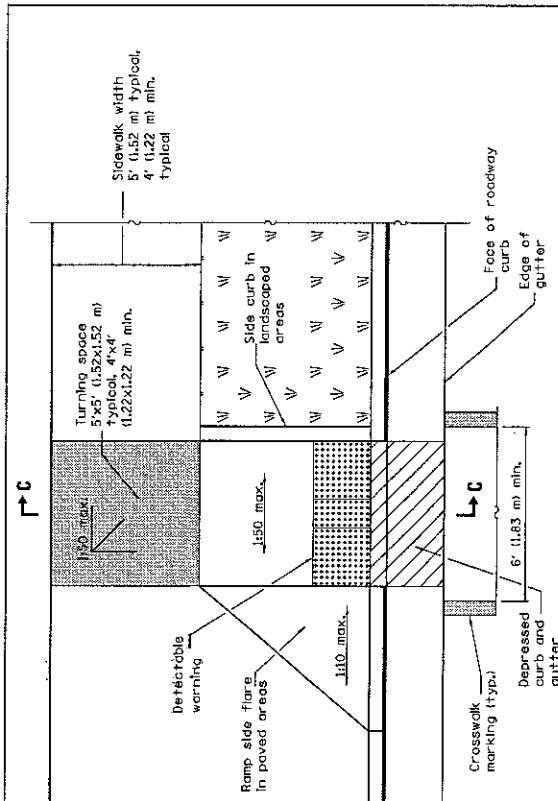 Sidewalk width
5' (1.52 m) typical,
4' (1.22 m) min.
typical
Turning space
5'x5' (1.52x1.52 m)
typical, 4'x4'
(1.22x1.22 m) min.
1:50 max.
C
Side curb in
landscaped
areas
Face of roadway
curb
Edge of
gutter
1:50 max.
Detectable
warning
Ramp side flare
in paved areas
1:10 max.
C
6' (1.83 m) min.
Depressed
curb and
gutter
Crosswalk
marking (typ.)